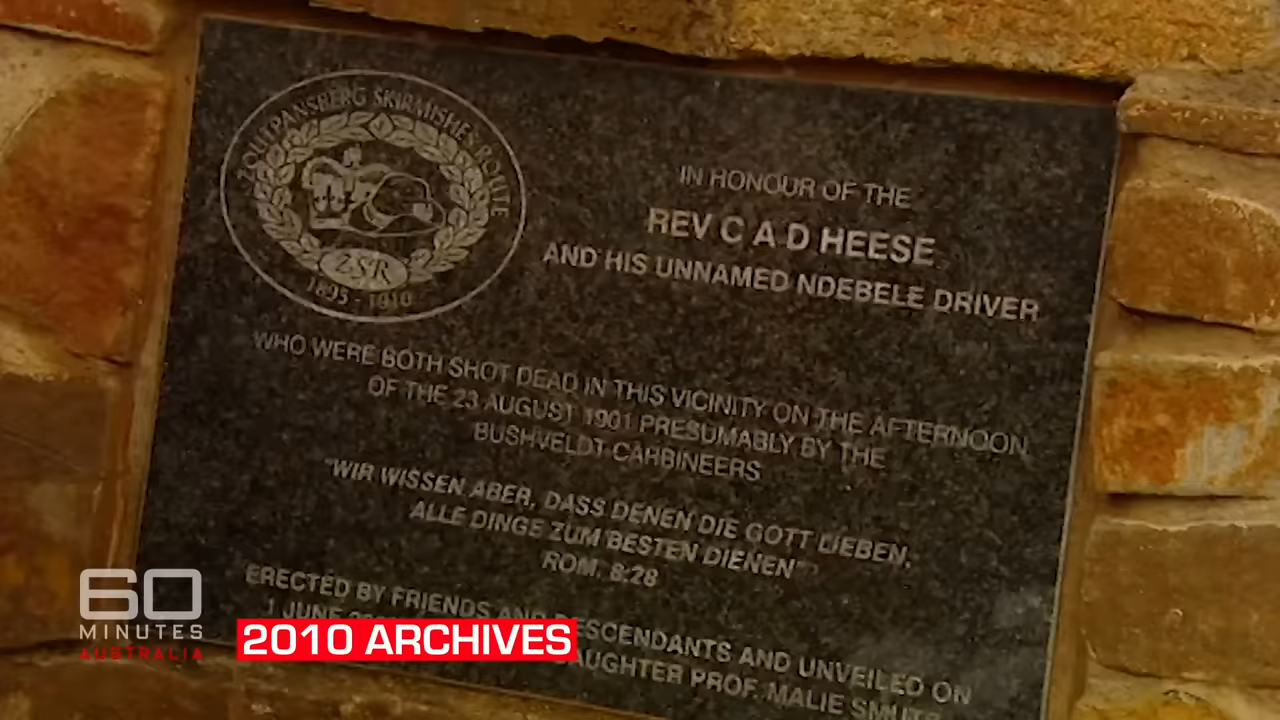 ZOUTPANSBERG SKIRMISHES ROUTE
ZSR
1895 - 1910
IN HONOUR OF THE
REV C A D HEESE
AND HIS UNNAMED NDEBELE DRIVER
WHO WERE BOTH SHOT DEAD IN THIS VICINITY ON THE AFTERNOON
OF THE 23 AUGUST 1901 PRESUMABLY BY THE
BUSHVELDT CARBINEERS
"WIR WISSEN ABER, DASS DENEN DIE GOTT LIEBEN,
ALLE DINGE ZUM BESTEN DIENEN"
ROM. 8:28
ERECTED BY FRIENDS AND DESCENDANTS AND UNVEILED ON
1 JUNE DAUGHTER PROF. MALIE SMUTS
60
MINUTES
AUSTRALIA
2010 ARCHIVES